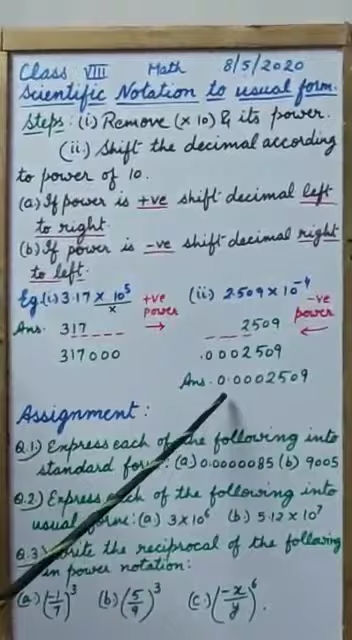 Class VIII Math 8/5/2020
Scientific Notation to usual form.
Steps: (i) Remove (x 10) & its power.
(ii) Shift the decimal according
to power of 10.
(a) If power is +ve shift decimal left
to right.
(b) If power is -ve shift decimal right
to left.
Eg. (i) 3.17 x 10⁵ +ve power → (ii) 2.509 x 10⁻⁴ -ve power ←
Ans. 317_ _ _ _ _ _ 2509
317000 .0002509
Ans. 0.0002509
Assignment:
Q.1) Express each of the following into
standard form: (a) 0.0000085 (b) 9005
Q.2) Express each of the following into
usual form: (a) 3 x 10⁶ (b) 5.12 x 10⁷
Q.3) Write the reciprocal of the following
in power notation:
(a) (-1/7)³ (b) (5/9)³ (c) (-x/y)⁶.